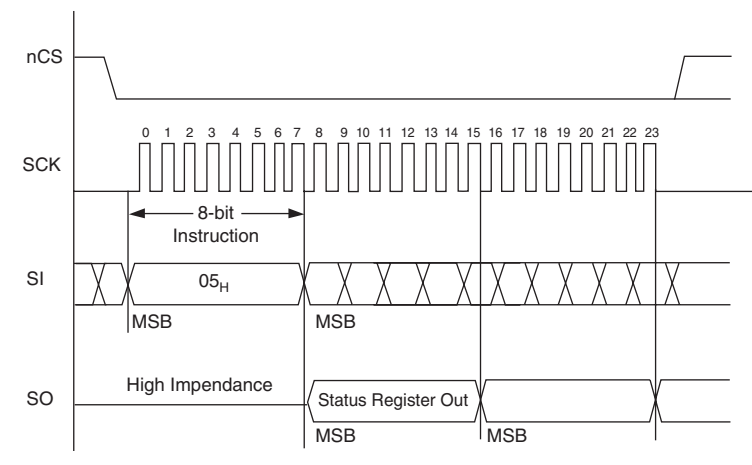 nCS
0 1 2 3 4 5 6 7 8 9 10 11 12 13 14 15 16 17 18 19 20 21 22 23
SCK
8-bit
Instruction
SI
05H
MSB
MSB
High Impendance
SO
Status Register Out
MSB
MSB